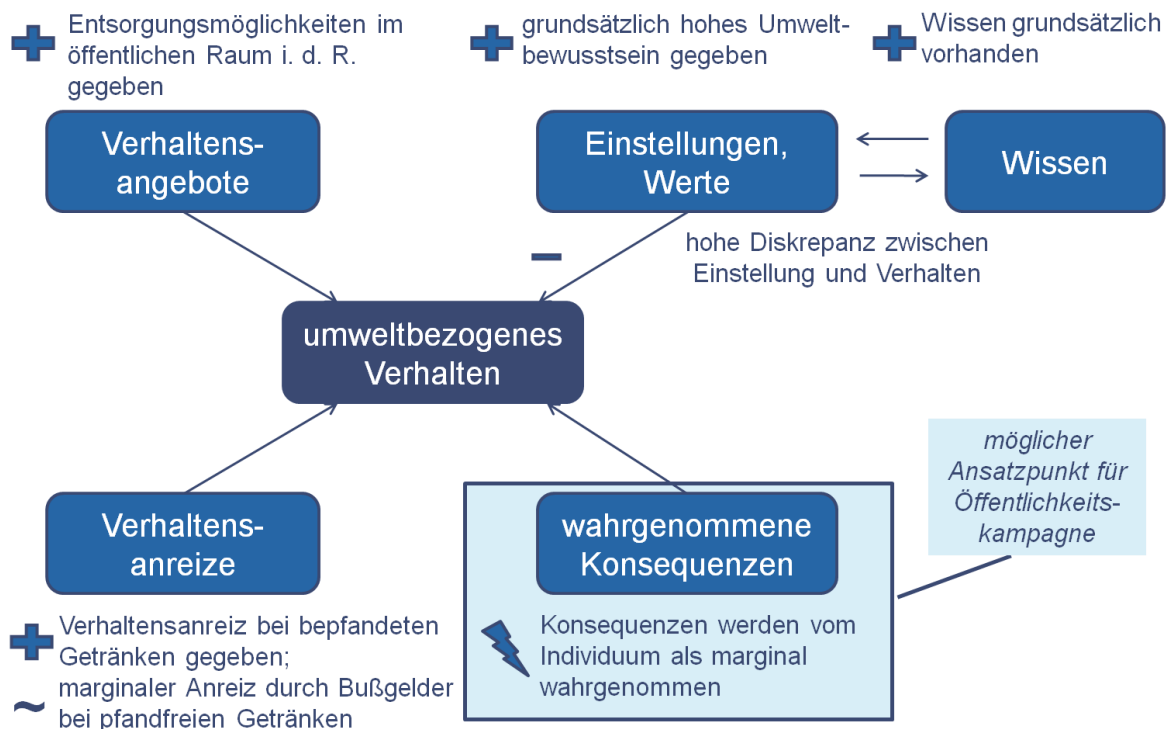 Entsorgungsmöglichkeiten im
öffentlichen Raum i. d. R.
gegeben
grundsätzlich hohes Umwelt-
bewusstsein gegeben
Wissen grundsätzlich
vorhanden
Verhaltens-
angebote
Einstellungen,
Werte
Wissen
hohe Diskrepanz zwischen
Einstellung und Verhalten
umweltbezogenes
Verhalten
möglicher
Ansatzpunkt für
Öffentlichkeits-
kampagne
Verhaltens-
anreize
wahrgenommene
Konsequenzen
Verhaltensanreiz bei bepfandeten
Getränken gegeben;
marginaler Anreiz durch Bußgelder
bei pfandfreien Getränken
Konsequenzen werden vom
Individuum als marginal
wahrgenommen